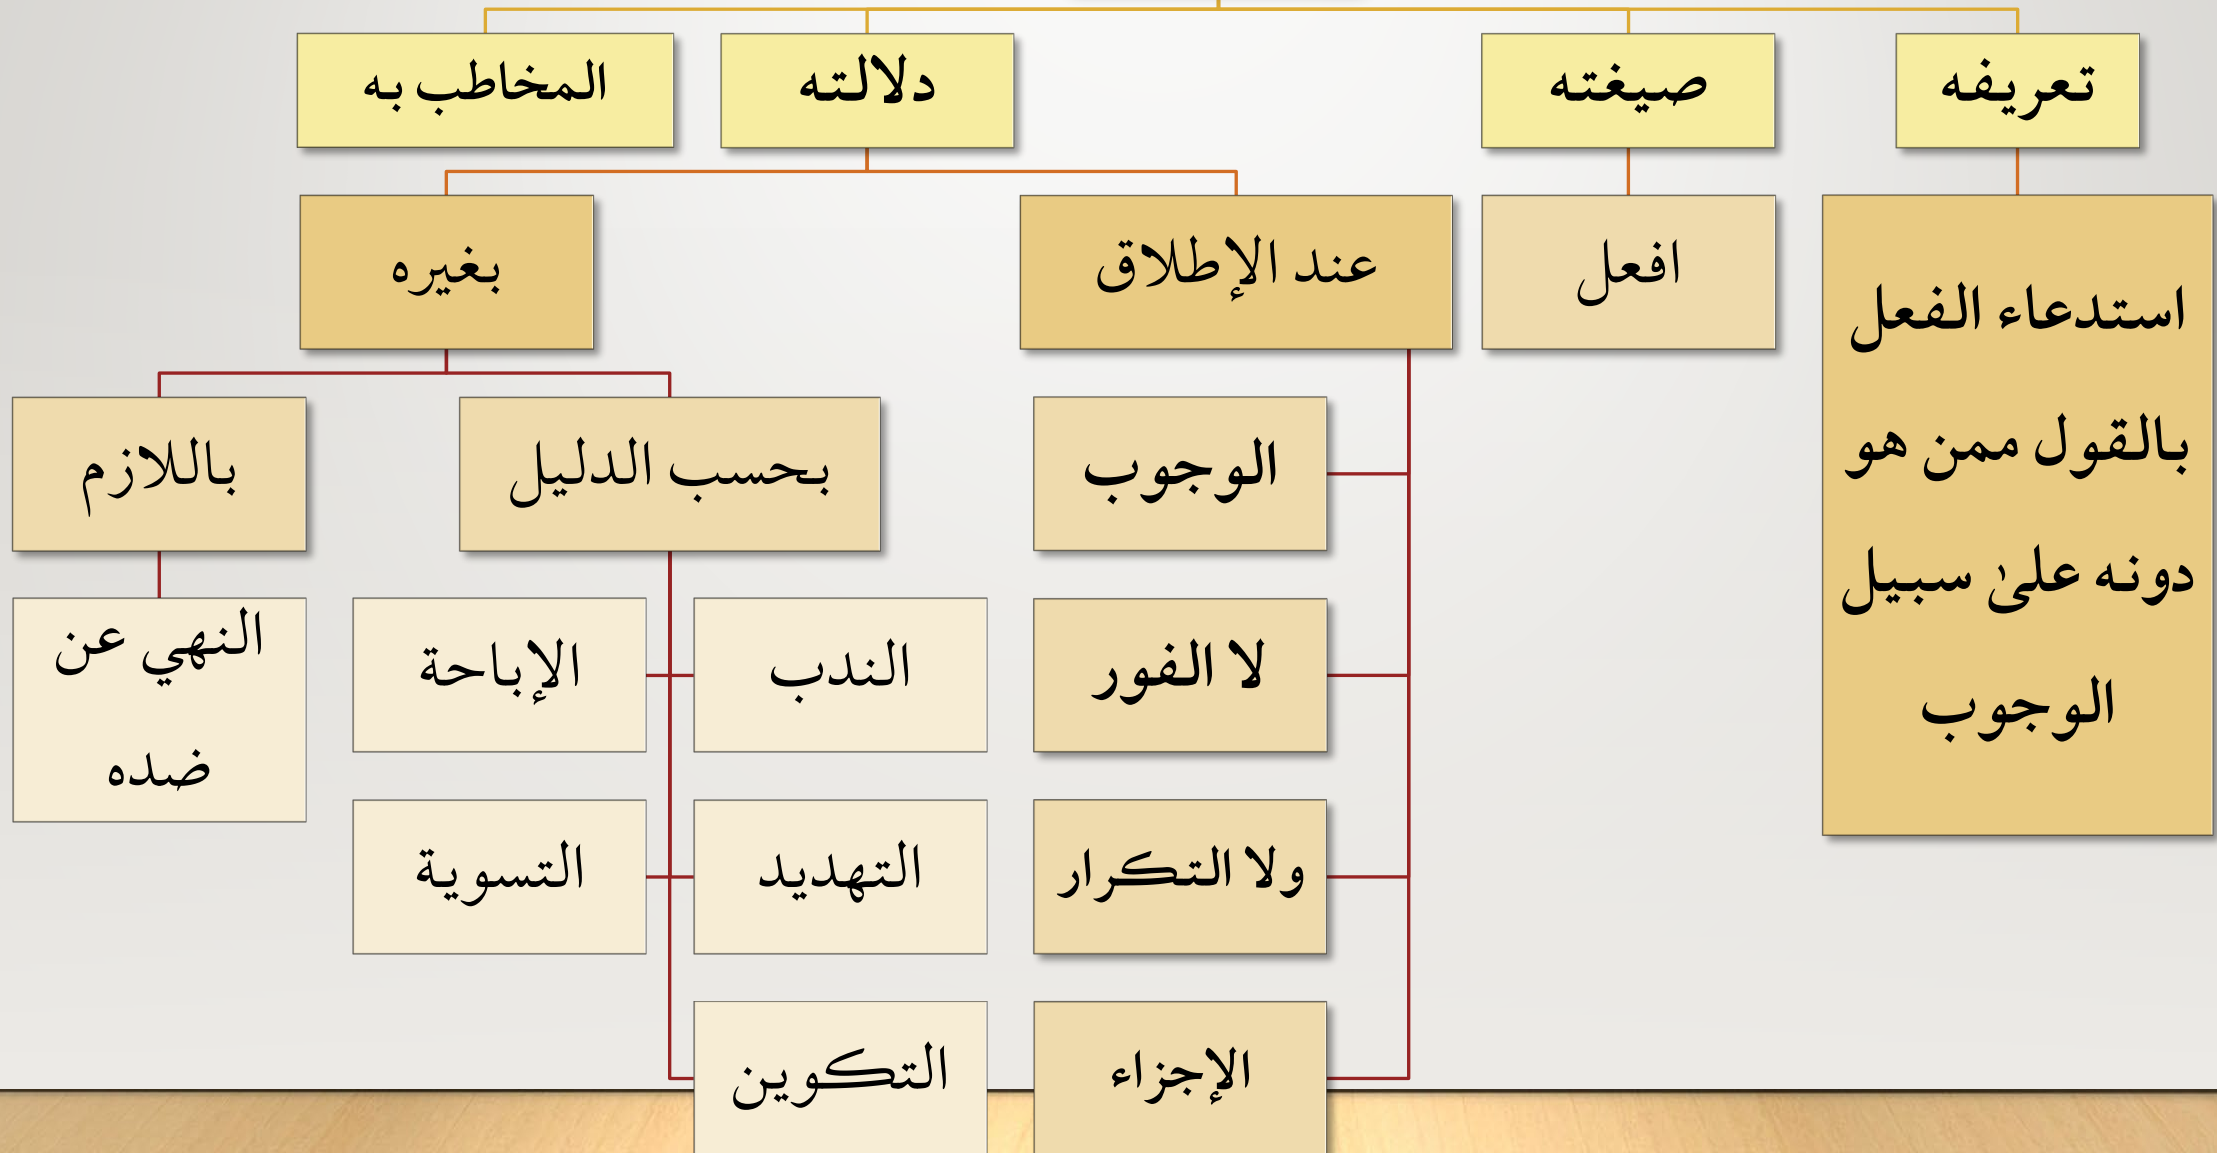 تعريفه
صيغته
دلالته
المخاطب به
استدعاء الفعل
بالقول ممن هو
دونه علىٰ سبيل
الوجوب
افعل
عند الإطلاق
بغيره
الوجوب
لا الفور
ولا التكرار
الإجزاء
بحسب الدليل
باللازم
الندب
الإباحة
التهديد
التسوية
التكوين
النهي عن
ضده